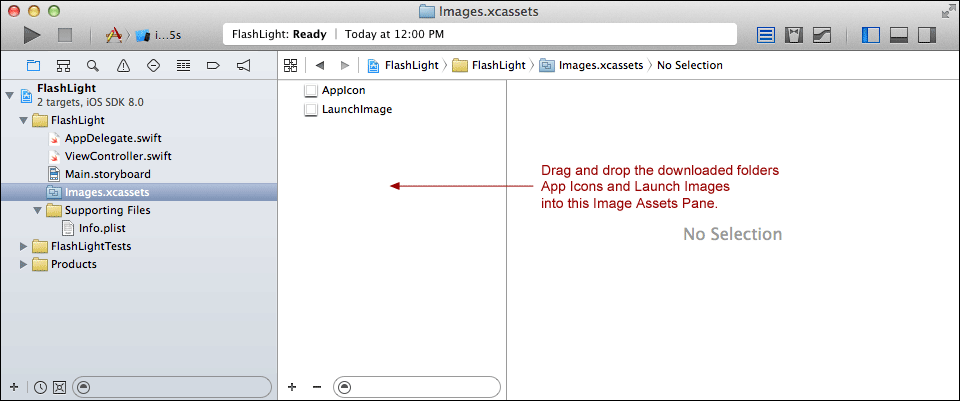 Images.xcassets
i...5s
FlashLight: Ready | Today at 12:00 PM
FlashLight
FlashLight
Images.xcassets
No Selection
FlashLight
2 targets, iOS SDK 8.0
FlashLight
AppDelegate.swift
ViewController.swift
Main.storyboard
Images.xcassets
Supporting Files
Info.plist
FlashLightTests
Products
AppIcon
LaunchImage
Drag and drop the downloaded folders
App Icons and Launch Images
into this Image Assets Pane.
No Selection